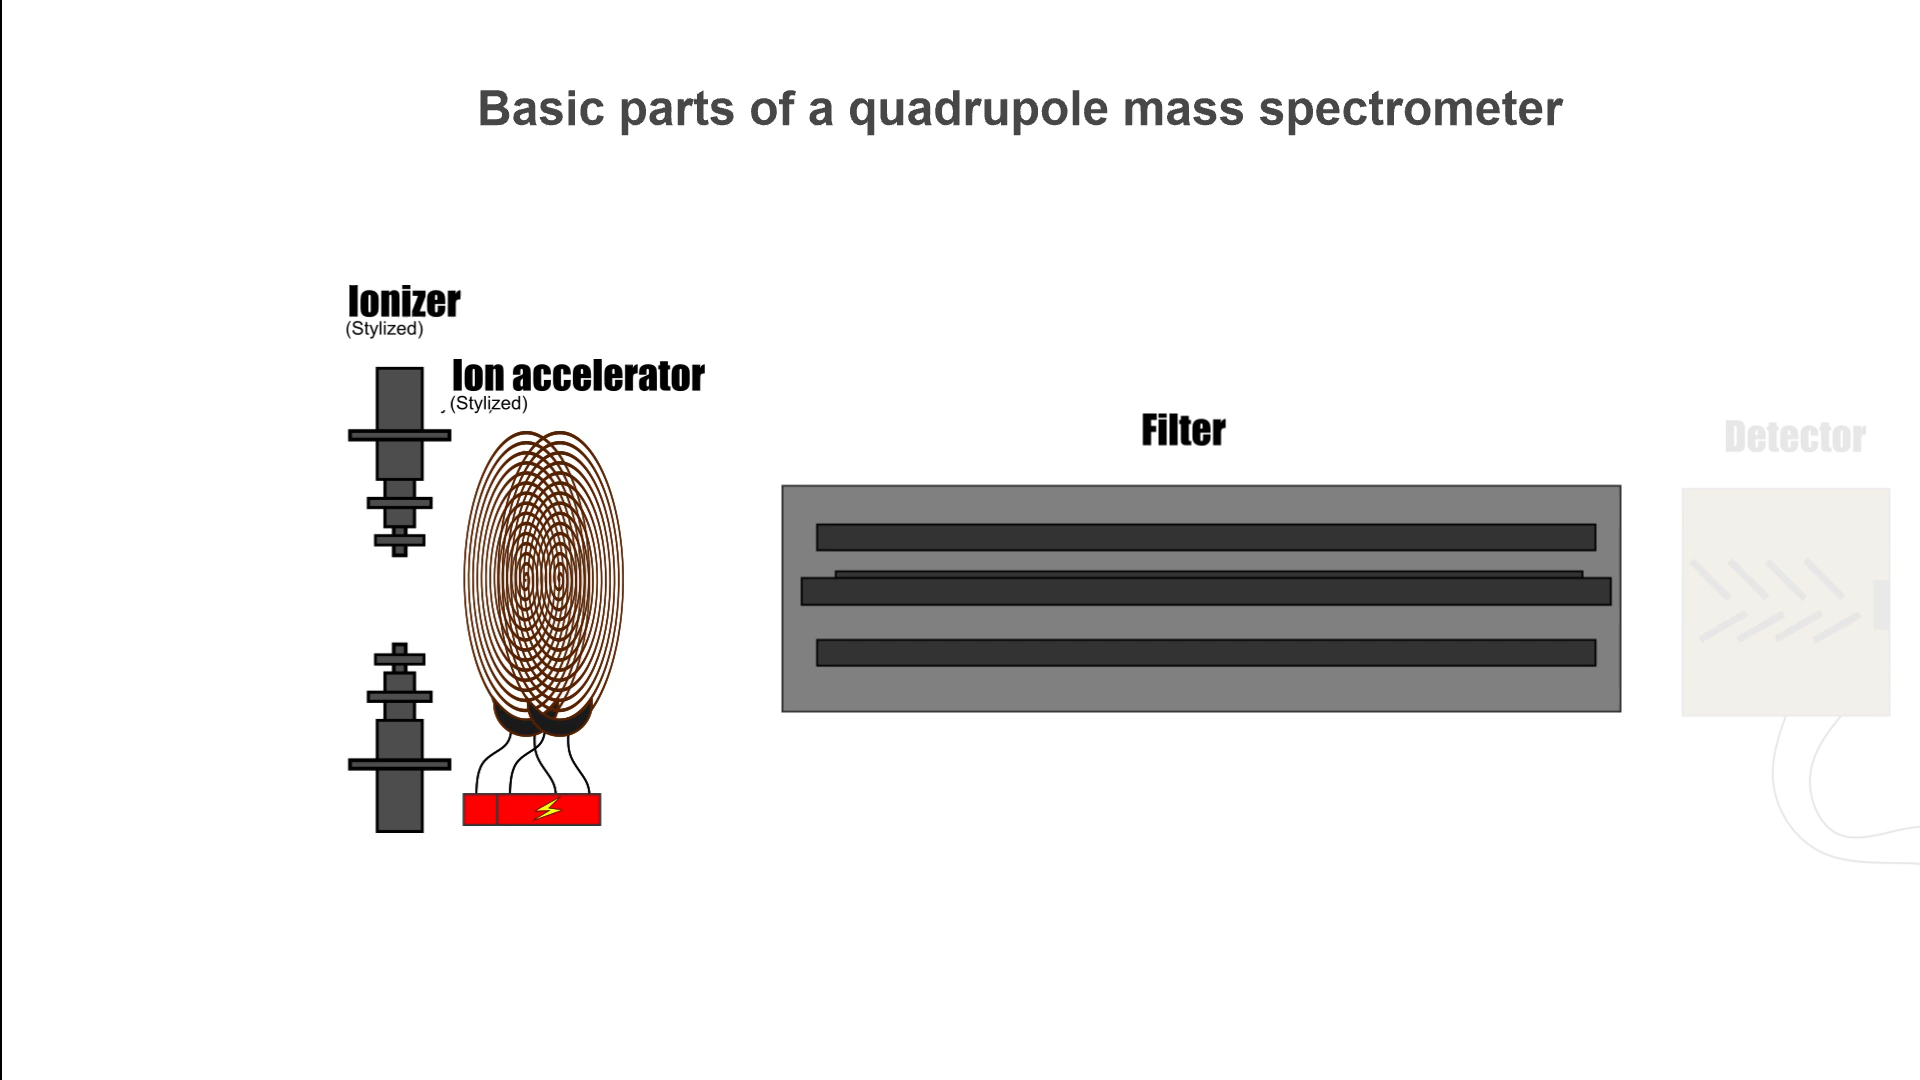 Basic parts of a quadrupole mass spectrometer
Ionizer
(Stylized)
Ion accelerator
(Stylized)
Filter
Detector